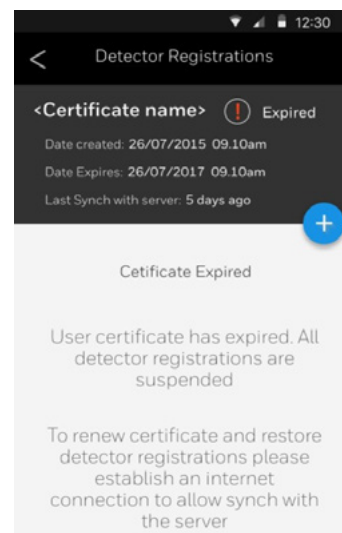 12:30
< Detector Registrations
<Certificate name> ! Expired
Date created: 26/07/2015 09.10am
Date Expires: 26/07/2017 09.10am
Last Synch with server: 5 days ago
+
Cetificate Expired
User certificate has expired. All
detector registrations are
suspended
To renew certificate and restore
detector registrations please
establish an internet
connection to allow synch with
the server